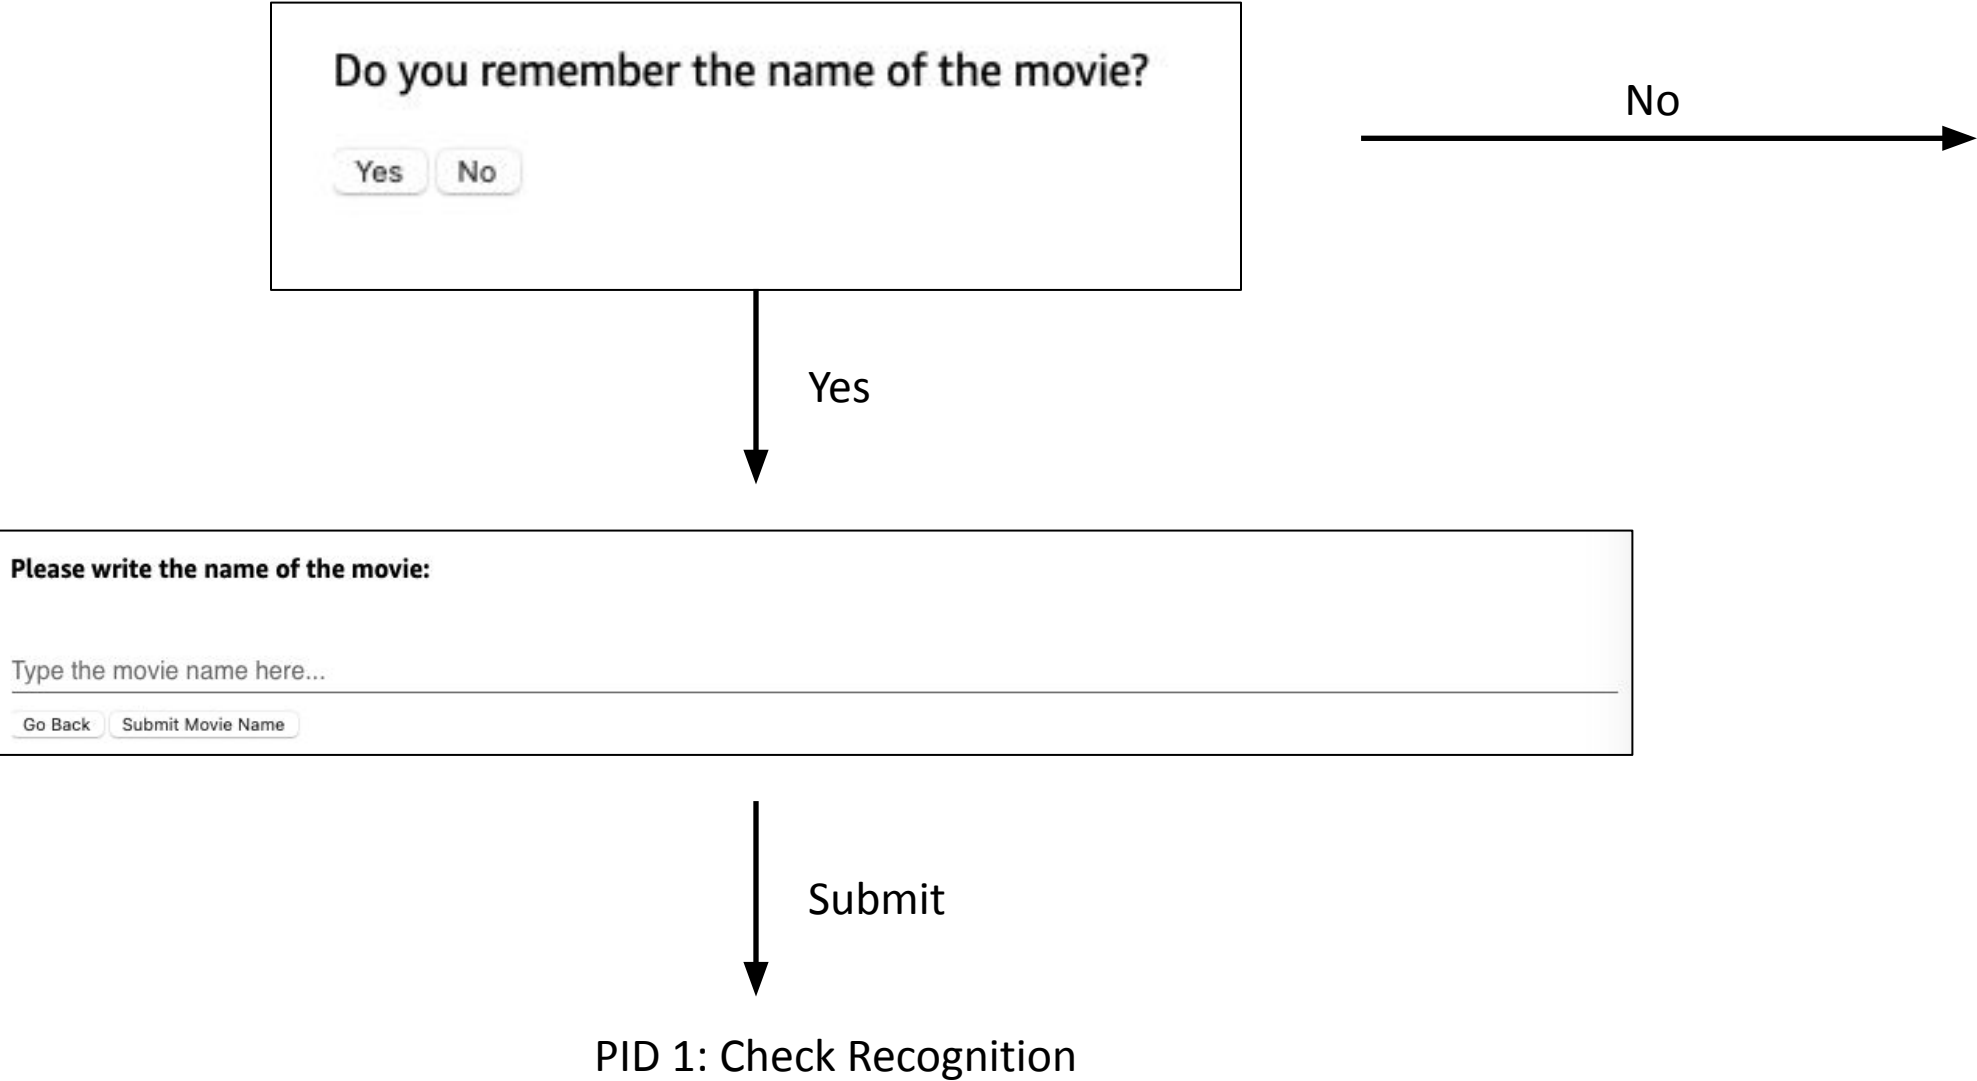 Do you remember the name of the movie?
Yes No
No
Yes
Please write the name of the movie:
Type the movie name here...
Go Back Submit Movie Name
Submit
PID 1: Check Recognition